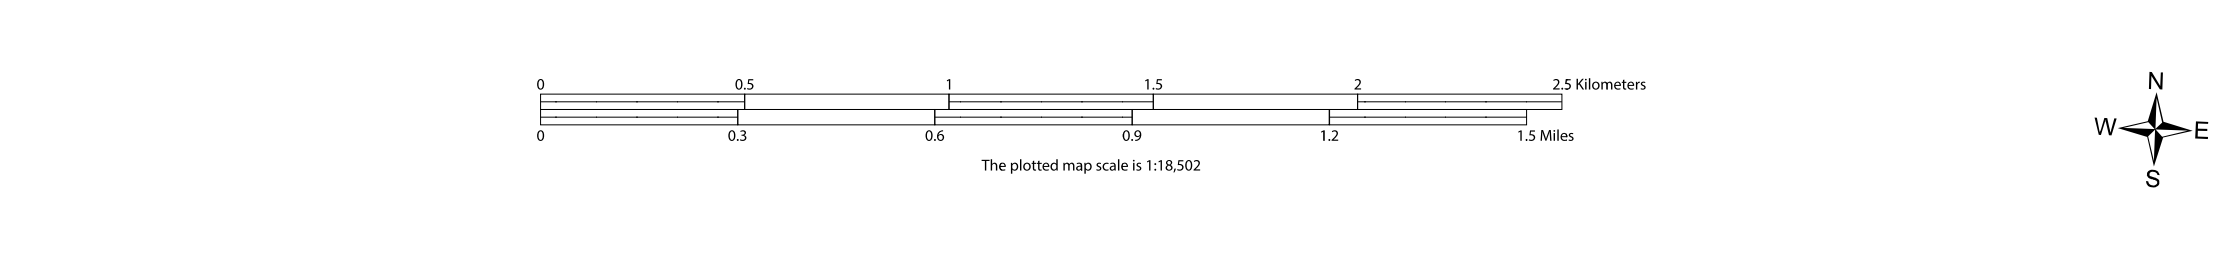 0 0.5 1 1.5 2 2.5 Kilometers
0 0.3 0.6 0.9 1.2 1.5 Miles
The plotted map scale is 1:18,502
N
W E
S